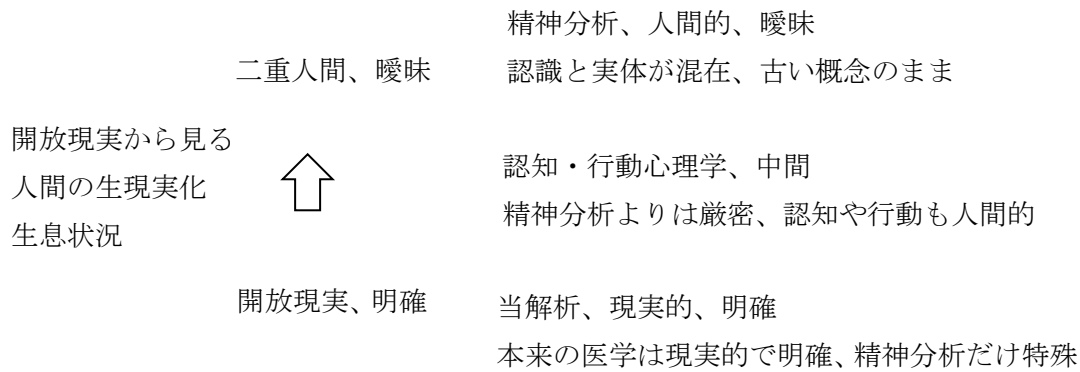 精神分析、人間的、曖昧
二重人間、曖昧
認識と実体が混在、古い概念のまま
開放現実から見る
人間の生現実化
生息状況
認知・行動心理学、中間
精神分析よりは厳密、認知や行動も人間的
開放現実、明確
当解析、現実的、明確
本来の医学は現実的で明確、精神分析だけ特殊